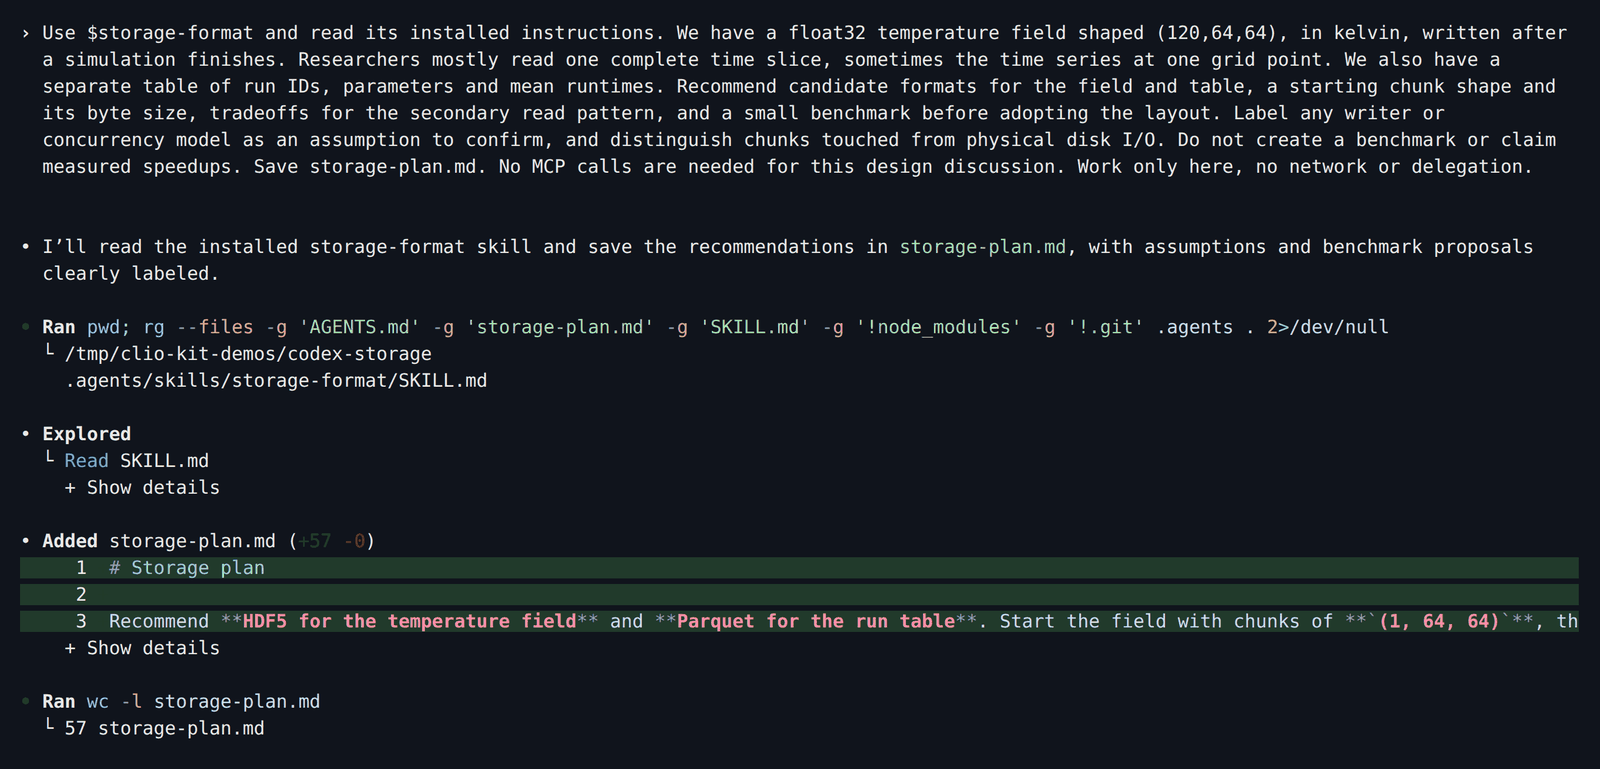 › Use $storage-format and read its installed instructions. We have a float32 temperature field shaped (120,64,64), in kelvin, written after
a simulation finishes. Researchers mostly read one complete time slice, sometimes the time series at one grid point. We also have a
separate table of run IDs, parameters and mean runtimes. Recommend candidate formats for the field and table, a starting chunk shape and
its byte size, tradeoffs for the secondary read pattern, and a small benchmark before adopting the layout. Label any writer or
concurrency model as an assumption to confirm, and distinguish chunks touched from physical disk I/O. Do not create a benchmark or claim
measured speedups. Save storage-plan.md. No MCP calls are needed for this design discussion. Work only here, no network or delegation.
• I’ll read the installed storage-format skill and save the recommendations in storage-plan.md, with assumptions and benchmark proposals
clearly labeled.
• Ran pwd; rg --files -g 'AGENTS.md' -g 'storage-plan.md' -g 'SKILL.md' -g '!node_modules' -g '!.git' .agents . 2>/dev/null
└ /tmp/clio-kit-demos/codex-storage
.agents/skills/storage-format/SKILL.md
• Explored
└ Read SKILL.md
+ Show details
• Added storage-plan.md (+57 -0)
1 # Storage plan
2
3 Recommend **HDF5 for the temperature field** and **Parquet for the run table**. Start the field with chunks of **`(1, 64, 64)`**, th
+ Show details
• Ran wc -l storage-plan.md
└ 57 storage-plan.md